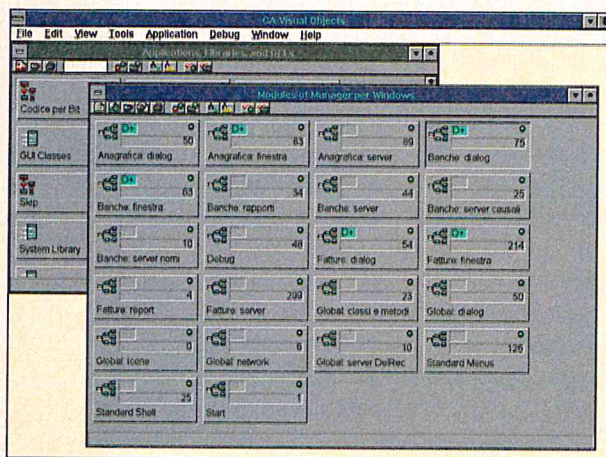 CA Visual Objects
File Edit View Tools Application Debug Window Help
Applications, Libraries, and DLLs
Codice per Bit
GUI Classes
Skip
System Library
Modules of Manager per Windows
D+ 50 Anagrafica: dialog
D+ 63 Anagrafica: finestra
89 Anagrafica: server
D+ 75 Banche: dialog
D+ 63 Banche: finestra
34 Banche: rapporti
44 Banche: server
25 Banche: server causali
10 Banche: server nomi
48 Debug
D+ 54 Fatture: dialog
D+ 214 Fatture: finestra
4 Fatture: report
299 Fatture: server
23 Global: classi e metodi
50 Global: dialog
0 Global: icone
6 Global: network
10 Global: server DelRec
126 Standard Menus
25 Standard Shell
1 Start